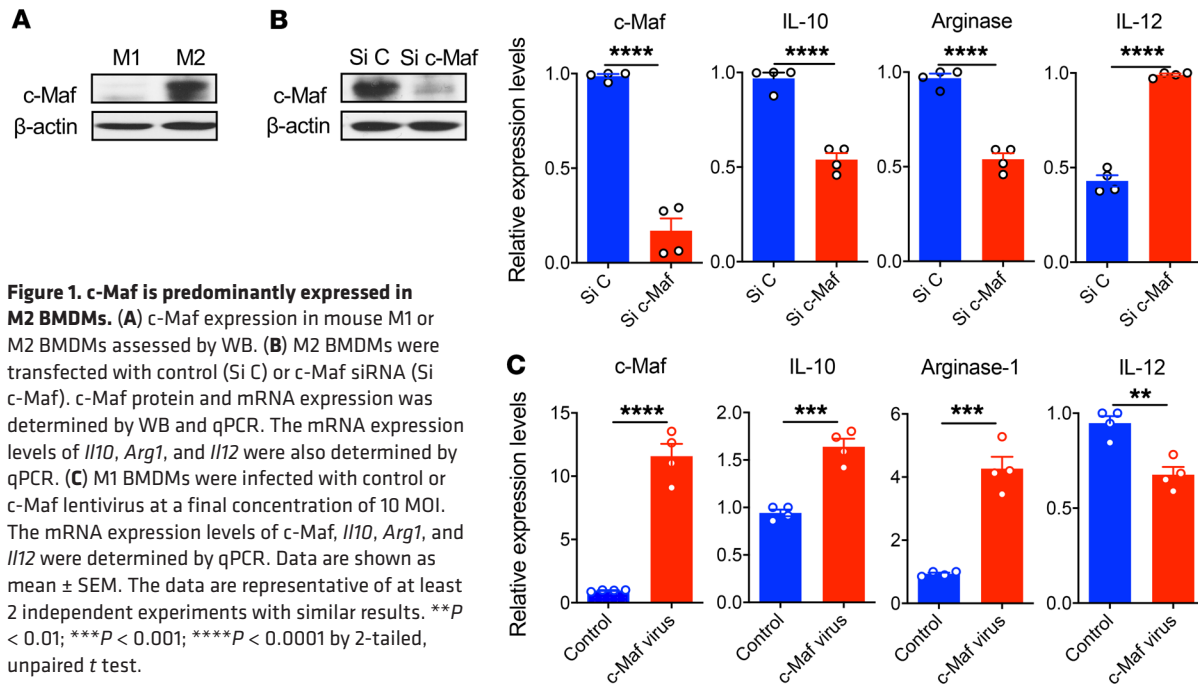 A
M1 M2
c-Maf
β-actin
B
Si C Si c-Maf
c-Maf
β-actin
Relative expression levels
c-Maf
****
1.0
0.5
0.0
Si C
Si c-Maf
IL-10
****
1.0
0.5
0.0
Si C
Si c-Maf
Arginase
****
1.0
0.5
0.0
Si C
Si c-Maf
IL-12
****
1.0
0.5
0.0
Si C
Si c-Maf
Figure 1. c-Maf is predominantly expressed in
M2 BMDMs. (A) c-Maf expression in mouse M1 or
M2 BMDMs assessed by WB. (B) M2 BMDMs were
transfected with control (Si C) or c-Maf siRNA (Si
c-Maf). c-Maf protein and mRNA expression was
determined by WB and qPCR. The mRNA expression
levels of Il10, Arg1, and Il12 were also determined by
qPCR. (C) M1 BMDMs were infected with control or
c-Maf lentivirus at a final concentration of 10 MOI.
The mRNA expression levels of c-Maf, Il10, Arg1, and
Il12 were determined by qPCR. Data are shown as
mean ± SEM. The data are representative of at least
2 independent experiments with similar results. **P
< 0.01; ***P < 0.001; ****P < 0.0001 by 2-tailed,
unpaired t test.
C
Relative expression levels
c-Maf
****
15
10
5
0
Control
c-Maf virus
IL-10
***
2.0
1.5
1.0
0.5
0.0
Control
c-Maf virus
Arginase-1
***
6
4
2
0
Control
c-Maf virus
IL-12
**
1.0
0.5
0.0
Control
c-Maf virus